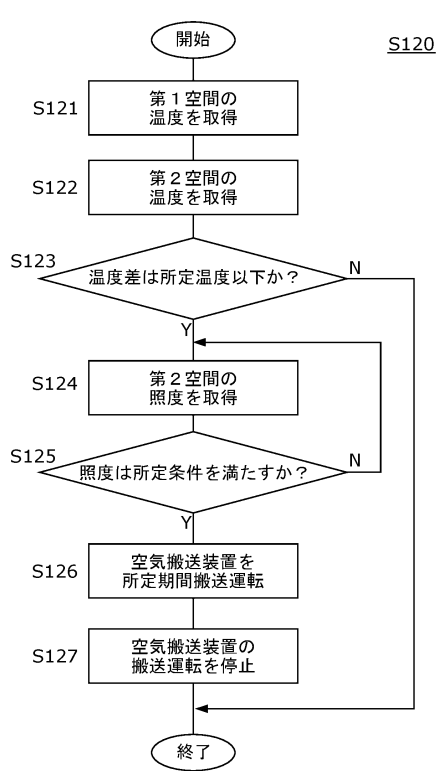 開始
S120
S121
第１空間の
温度を取得
S122
第２空間の
温度を取得
S123
温度差は所定温度以下か？
N
Y
S124
第２空間の
照度を取得
S125
照度は所定条件を満たすか？
N
Y
S126
空気搬送装置を
所定期間搬送運転
S127
空気搬送装置の
搬送運転を停止
終了